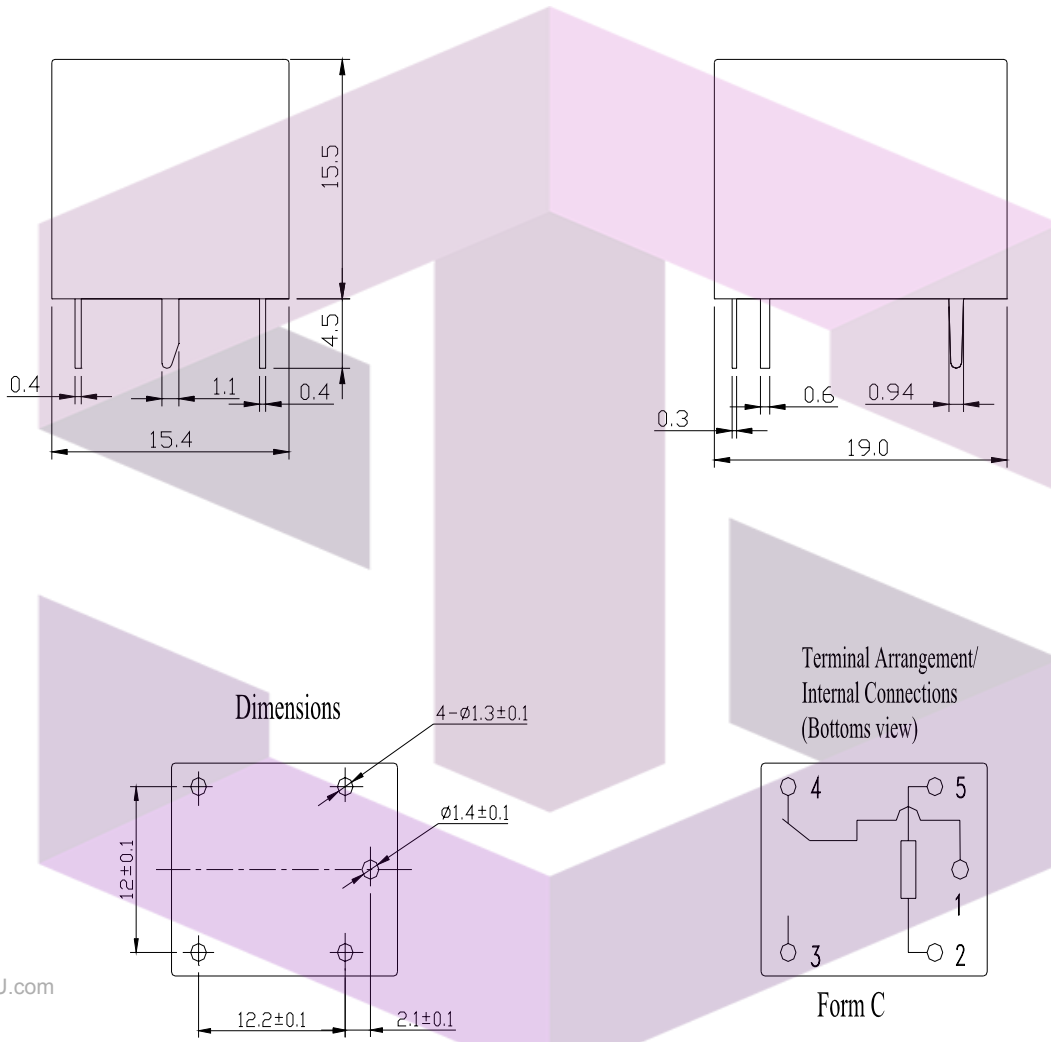 15.5
4.5
0.4
1.1
0.4
15.4
0.3
0.6
0.94
19.0
Dimensions
4-ø1.3±0.1
ø1.4±0.1
12±0.1
12.2±0.1
2.1±0.1
Terminal Arrangement/
Internal Connections
(Bottoms view)
4
5
1
3
2
Form C
J.com